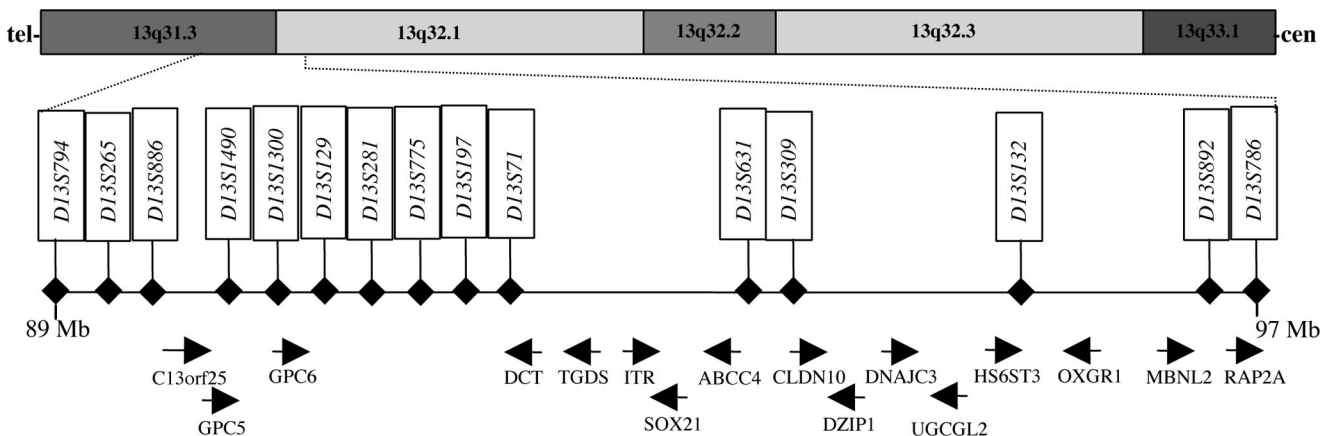 tel- 13q31.3 13q32.1 13q32.2 13q32.3 13q33.1 -cen
D13S794 D13S265 D13S886 D13S1490 D13S1300 D13S129 D13S281 D13S775 D13S197 D13S71 D13S631 D13S309 D13S132 D13S892 D13S786
89 Mb 97 Mb
C13orf25 GPC6 DCT TGDS ITR ABCC4 CLDN10 DNAJC3 HS6ST3 OXGR1 MBNL2 RAP2A
GPC5 SOX21 DZIP1 UGCGL2